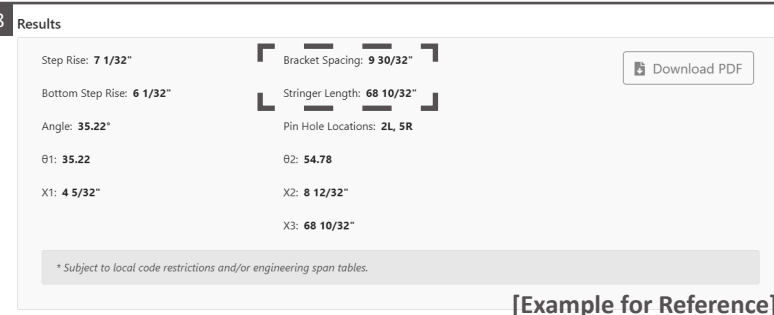 8
Results
Step Rise: 7 1/32"
Bracket Spacing: 9 30/32"
Download PDF
Bottom Step Rise: 6 1/32"
Stringer Length: 68 10/32"
Angle: 35.22°
Pin Hole Locations: 2L, 5R
θ1: 35.22
θ2: 54.78
X1: 4 5/32"
X2: 8 12/32"
X3: 68 10/32"
* Subject to local code restrictions and/or engineering span tables.
[Example for Reference]